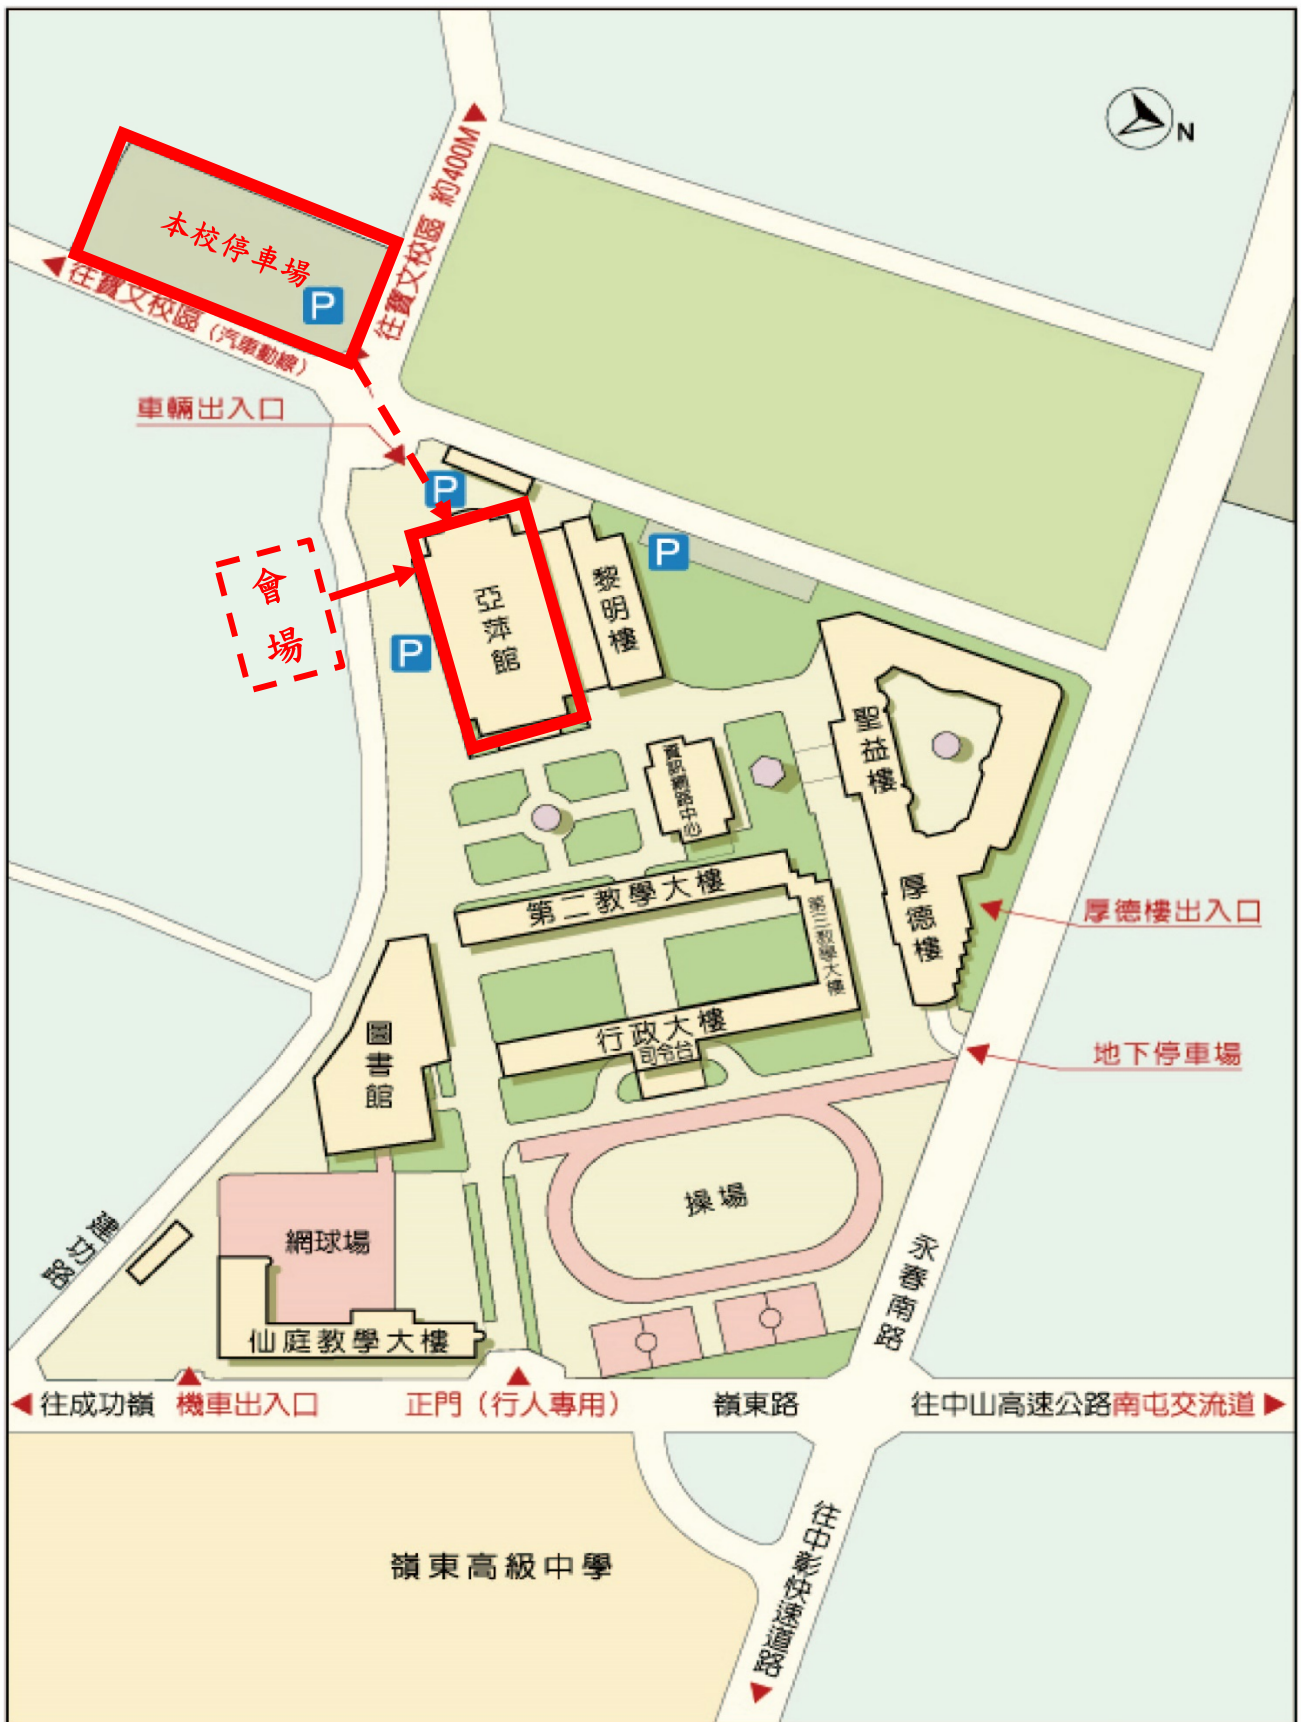 N
往寶文校區 約400M
本校停車場
P
往寶文校區（汽車動線）
車輛出入口
P
P
會場
亞萍館
黎明樓
P
聖益樓
資訊網路中心
第二教學大樓
第三教學大樓
厚德樓
厚德樓出入口
圖書館
行政大樓
司令台
地下停車場
操場
建功路
網球場
永春南路
仙庭教學大樓
往成功嶺 機車出入口 正門（行人專用） 嶺東路 往中山高速公路南屯交流道
往中彰快速道路
嶺東高級中學